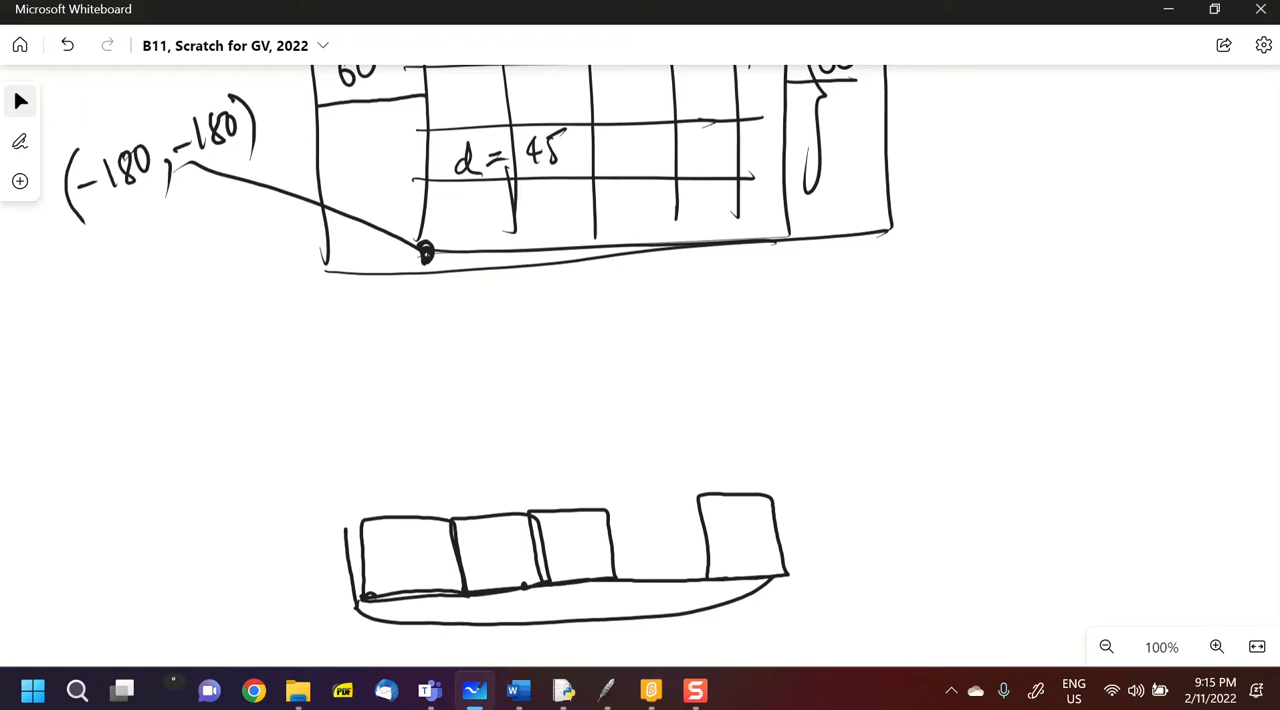 Microsoft Whiteboard
B11, Scratch for GV, 2022
60
(-180, -180)
d = 45
100%
ENG
US
9:15 PM
2/11/2022